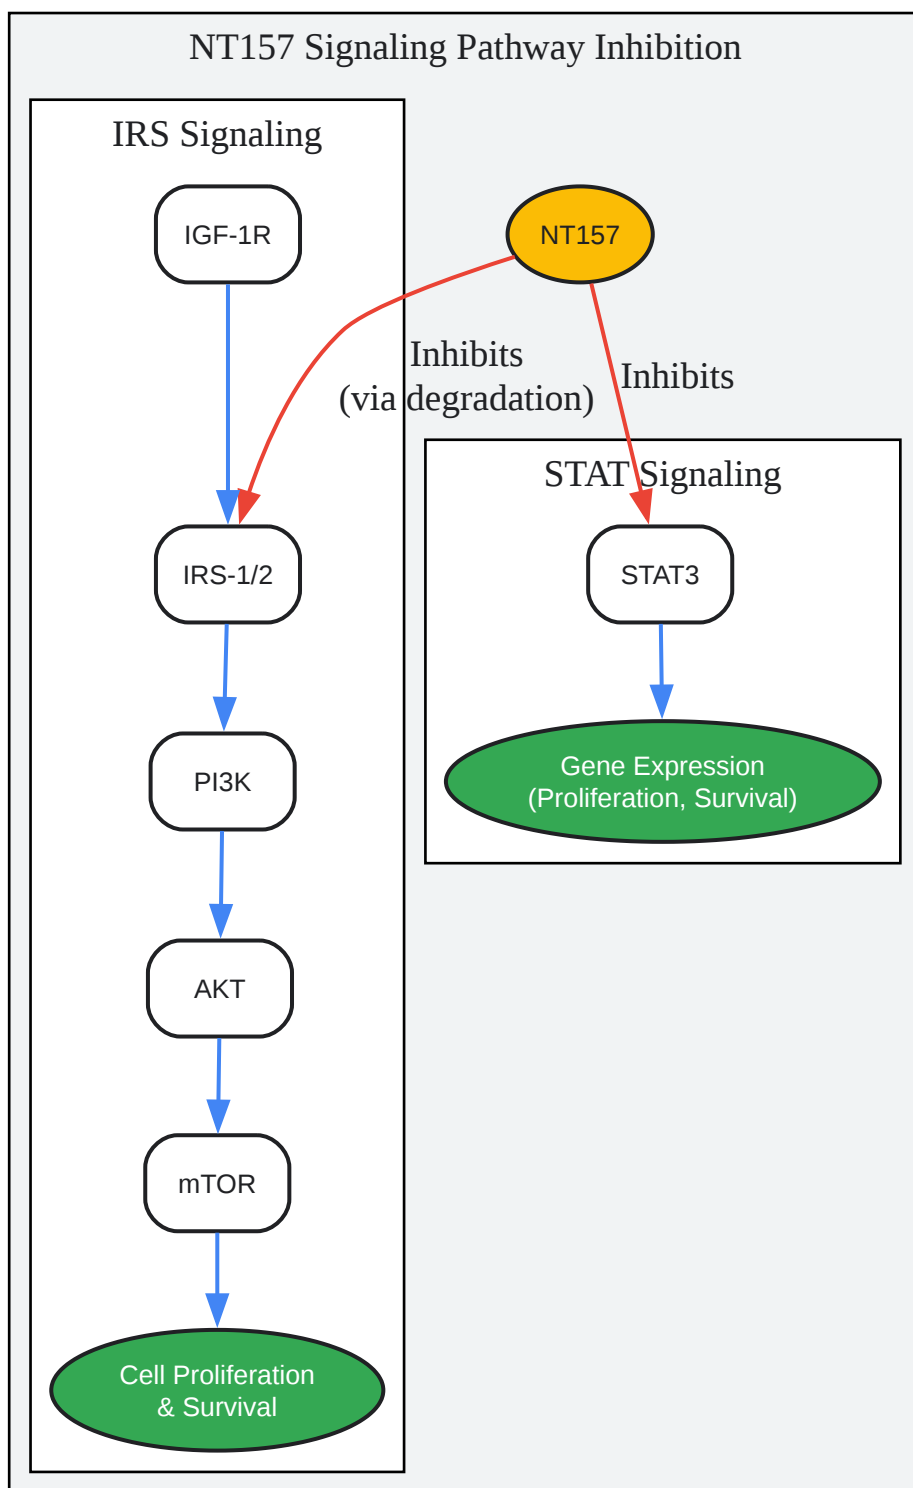 NT157 Signaling Pathway Inhibition
IRS Signaling
IGF-1R
NT157
Inhibits
(via degradation)
Inhibits
STAT Signaling
IRS-1/2
STAT3
PI3K
Gene Expression
(Proliferation, Survival)
AKT
mTOR
Cell Proliferation
& Survival